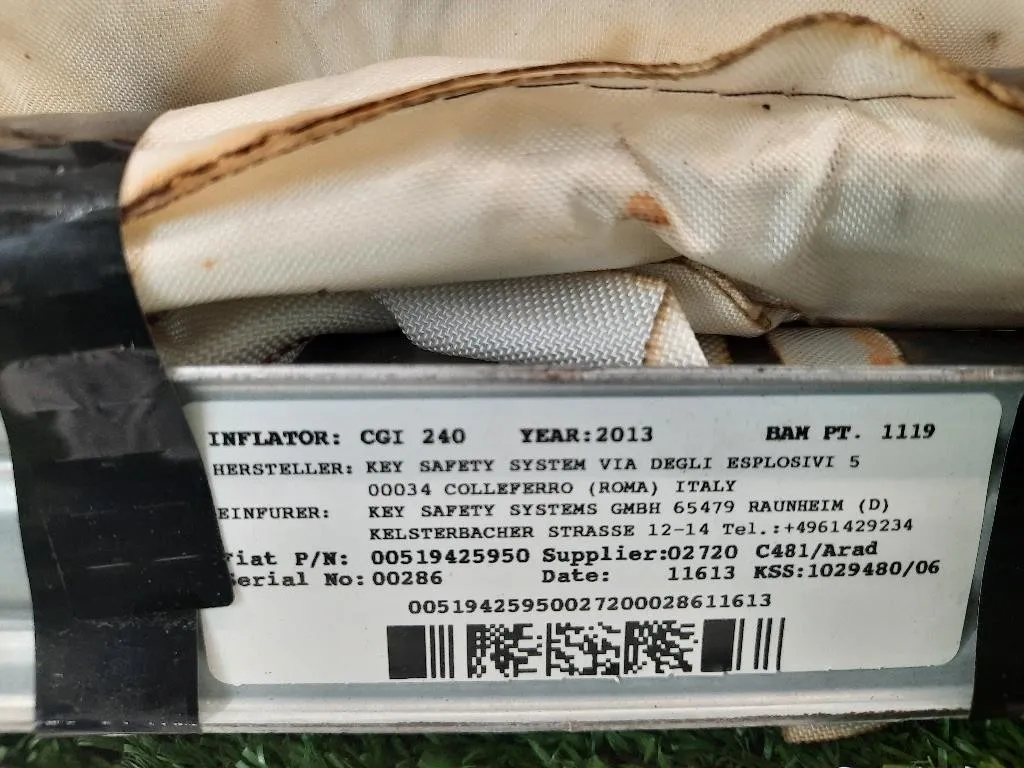 INFLATOR: CGI 240 YEAR:2013 BAM PT. 1119
HERSTELLER: KEY SAFETY SYSTEM VIA DEGLI ESPLOSIVI 5
00034 COLLEFERRO (ROMA) ITALY
EINFURER: KEY SAFETY SYSTEMS GMBH 65479 RAUNHEIM (D)
KELSTERBACHER STRASSE 12-14 Tel.:+4961429234
Fiat P/N: 00519425950 Supplier:02720 C481/Arad
Serial No: 00286 Date: 11613 KSS:1029480/06
0051942595002720002861​1613